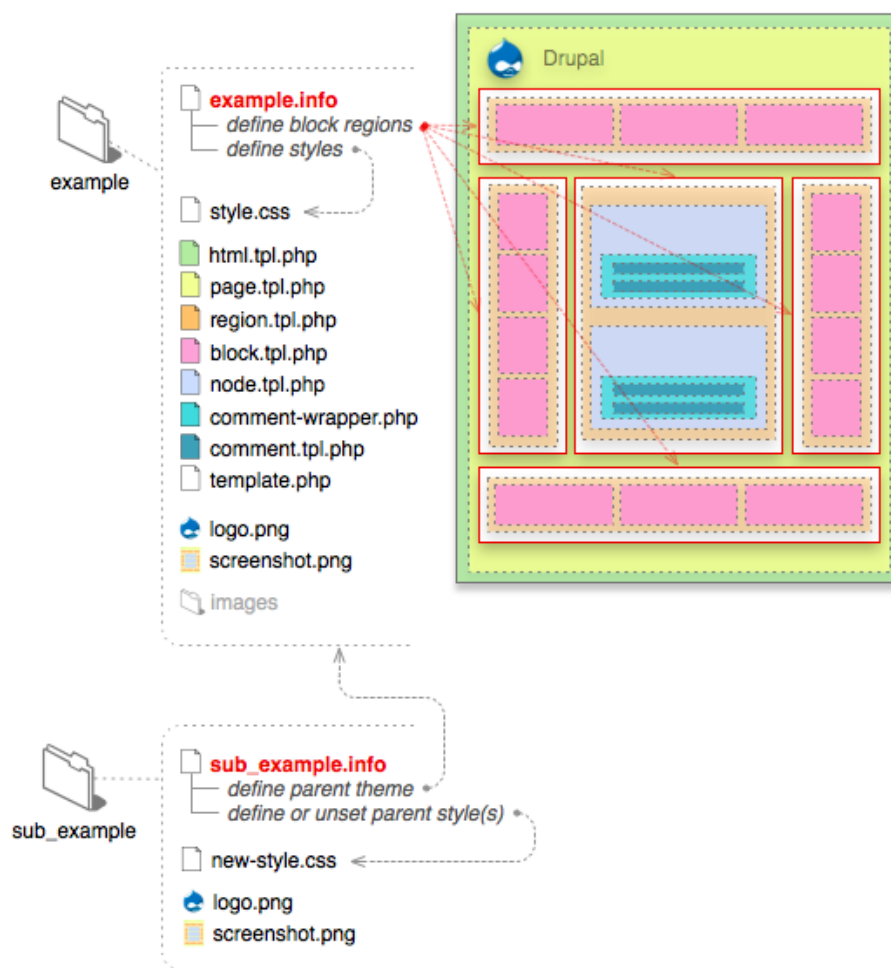 Drupal
example
example.info
define block regions
define styles
style.css
html.tpl.php
page.tpl.php
region.tpl.php
block.tpl.php
node.tpl.php
comment-wrapper.php
comment.tpl.php
template.php
logo.png
screenshot.png
images
sub_example
sub_example.info
define parent theme
define or unset parent style(s)
new-style.css
logo.png
screenshot.png